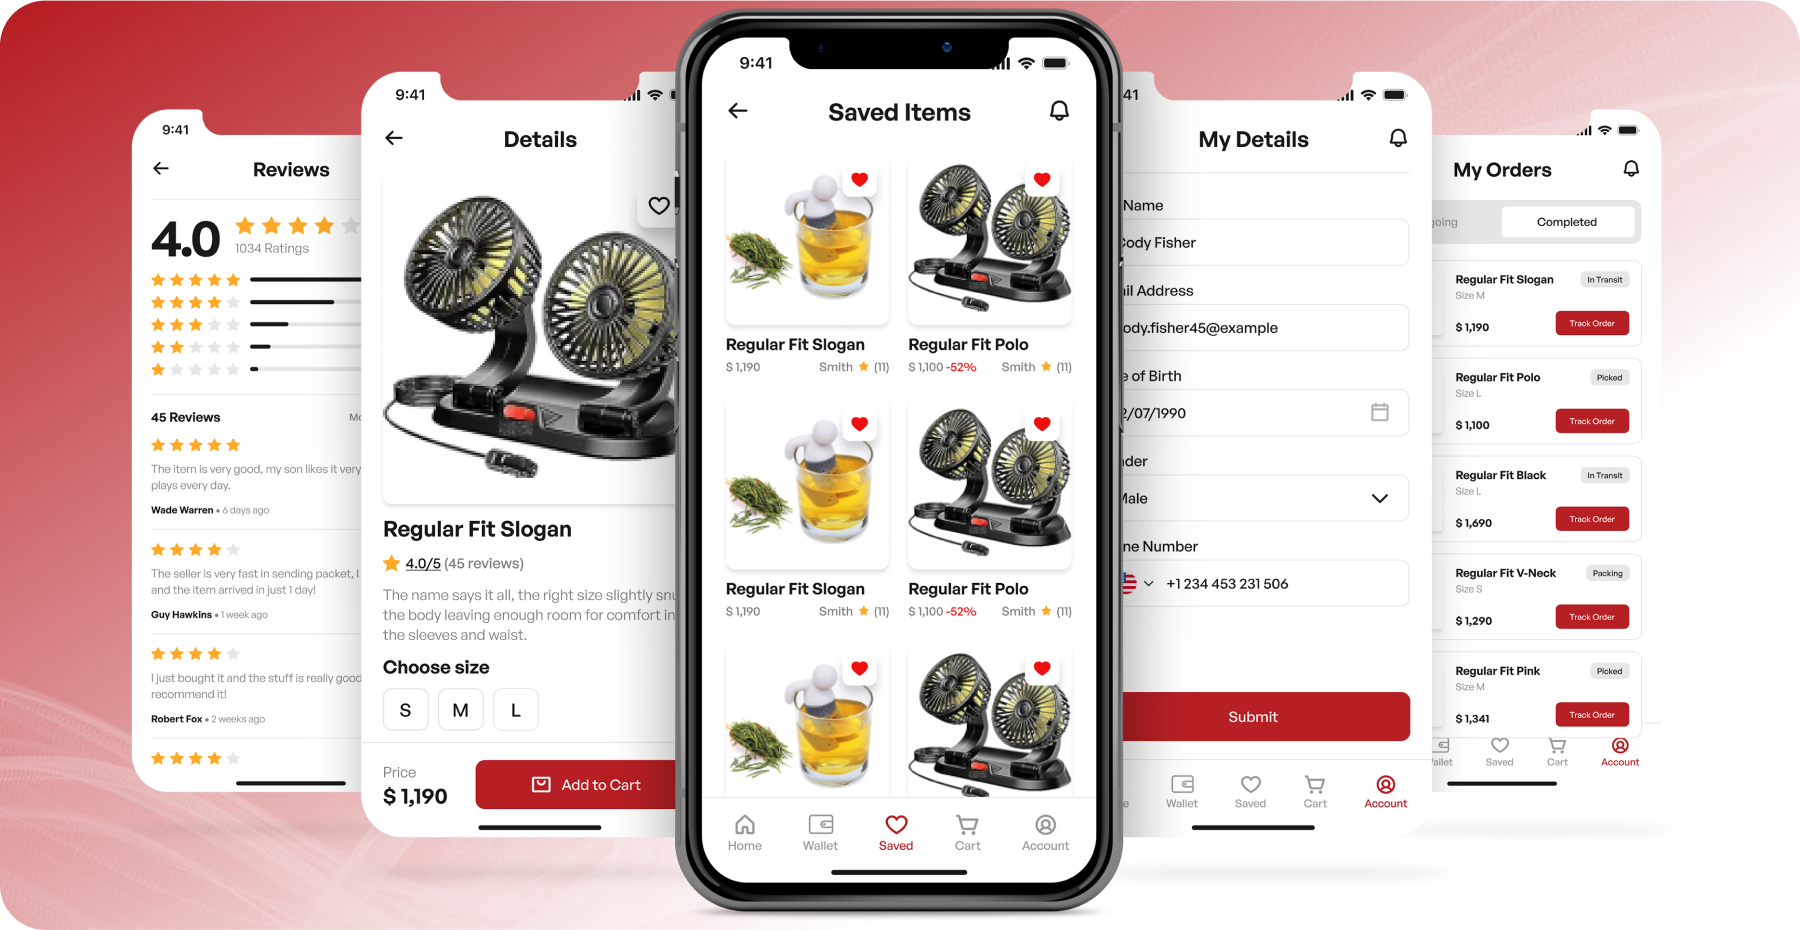 9:41
Reviews
4.0
1034 Ratings
45 Reviews
The item is very good, my son likes it very
plays every day.
Wade Warren • 6 days ago
The seller is very fast in sending packet, I
and the item arrived in just 1 day!
Guy Hawkins • 1 week ago
I just bought it and the stuff is really good
recommend it!
Robert Fox • 2 weeks ago
9:41
Details
Regular Fit Slogan
4.0/5 (45 reviews)
The name says it all, the right size slightly
the body leaving enough room for comfort in
the sleeves and waist.
Choose size
S M L
Price
$ 1,190
Add to Cart
9:41
Saved Items
Regular Fit Slogan
$ 1,190 Smith (11)
Regular Fit Polo
$ 1,100 -52% Smith (11)
Regular Fit Slogan
$ 1,190 Smith (11)
Regular Fit Polo
$ 1,100 -52% Smith (11)
Home Wallet Saved Cart Account
41
My Details
Name
Cody Fisher
Address
ody.fisher45@example
of Birth
2/07/1990
Male
Number
+1 234 453 231 506
Submit
Wallet Saved Cart Account
My Orders
Completed
Regular Fit Slogan In Transit
Size M
$ 1,190 Track Order
Regular Fit Polo Picked
Size L
$ 1,100 Track Order
Regular Fit Black In Transit
Size L
$ 1,690 Track Order
Regular Fit V-Neck Packing
Size S
$ 1,290 Track Order
Regular Fit Pink Picked
Size M
$ 1,341 Track Order
Saved Cart Account